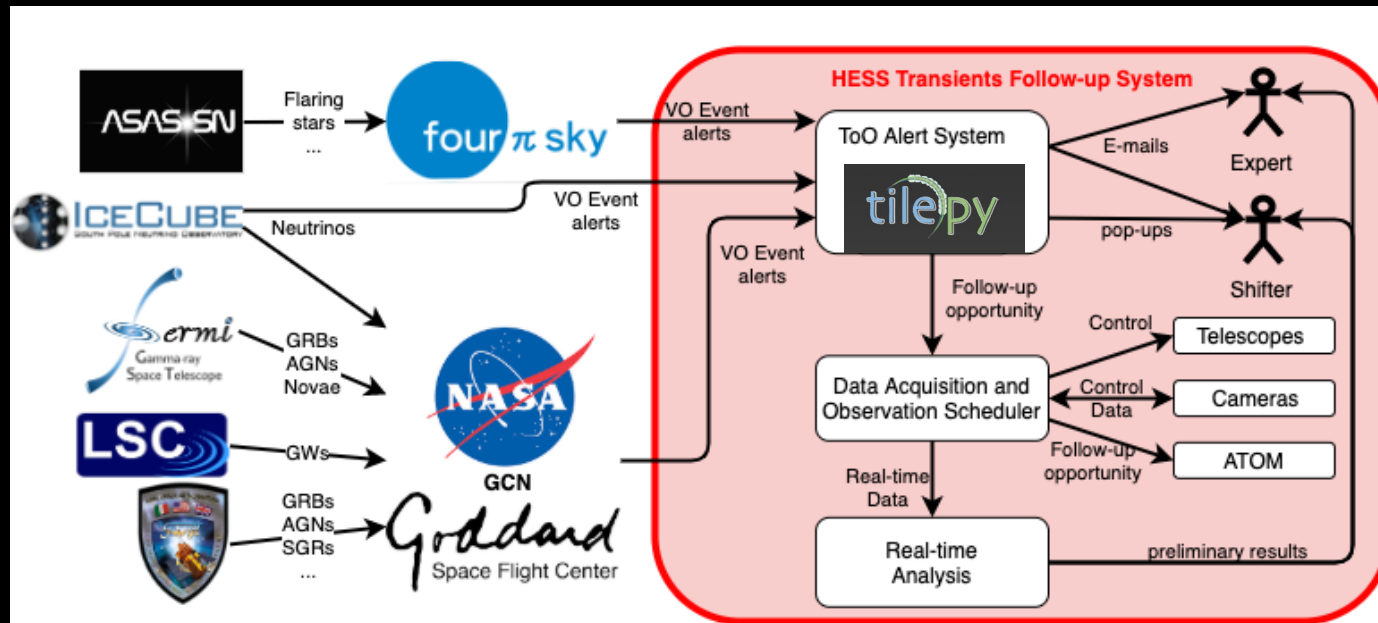 HESS Transients Follow-up System
ASAS-SN
Flaring
stars
...
four π sky
VO Event
alerts
ToO Alert System
tilepy
E-mails
Expert
ICECUBE
SOUTH POLE NEUTRINO OBSERVATORY
Neutrinos
VO Event
alerts
VO Event
alerts
pop-ups
Shifter
Fermi
Gamma-ray
Space Telescope
GRBs
AGNs
Novae
NASA
GCN
Follow-up
opportunity
Control
Telescopes
Data Acquisition and
Observation Scheduler
Control
Data
Cameras
LSC
GWs
Follow-up
opportunity
ATOM
GRBs
AGNs
SGRs
...
Goddard
Space Flight Center
Real-time
Data
Real-time
Analysis
preliminary results